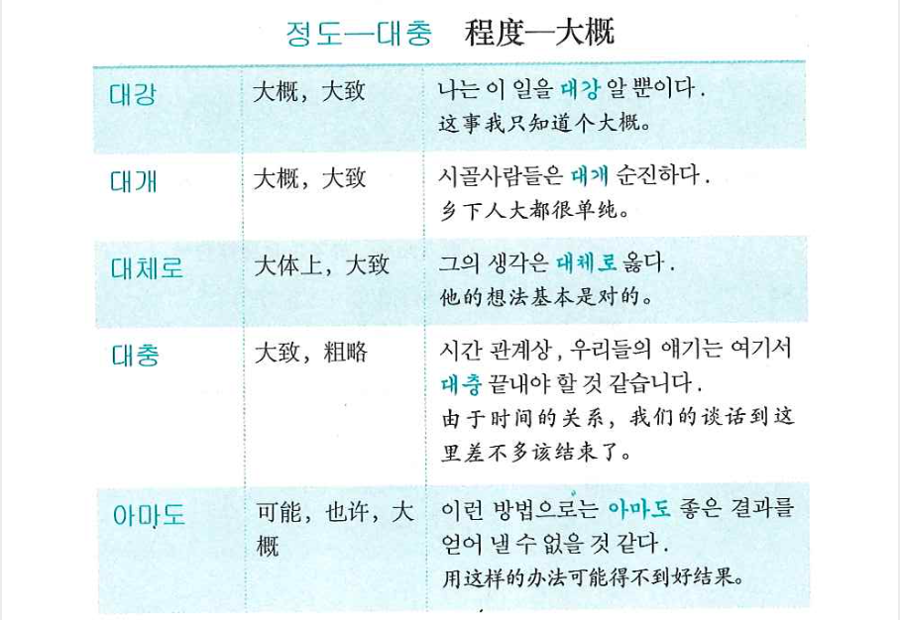 정도—대충 程度—大概
대강
大概，大致
나는 이 일을 대강 알 뿐이다.
这事我只知道个大概。
대개
大概，大致
시골사람들은 대개 순진하다.
乡下人大都很单纯。
대체로
大体上，大致
그의 생각은 대체로 옳다.
他的想法基本是对的。
대충
大致，粗略
시간 관계상, 우리들의 얘기는 여기서
대충 끝내야 할 것 같습니다.
由于时间的关系，我们的谈话到这
里差不多该结束了。
아마도
可能，也许，大
概
이런 방법으로는 아마도 좋은 결과를
얻어 낼 수 없을 것 같다.
用这样的办法可能得不到好结果。